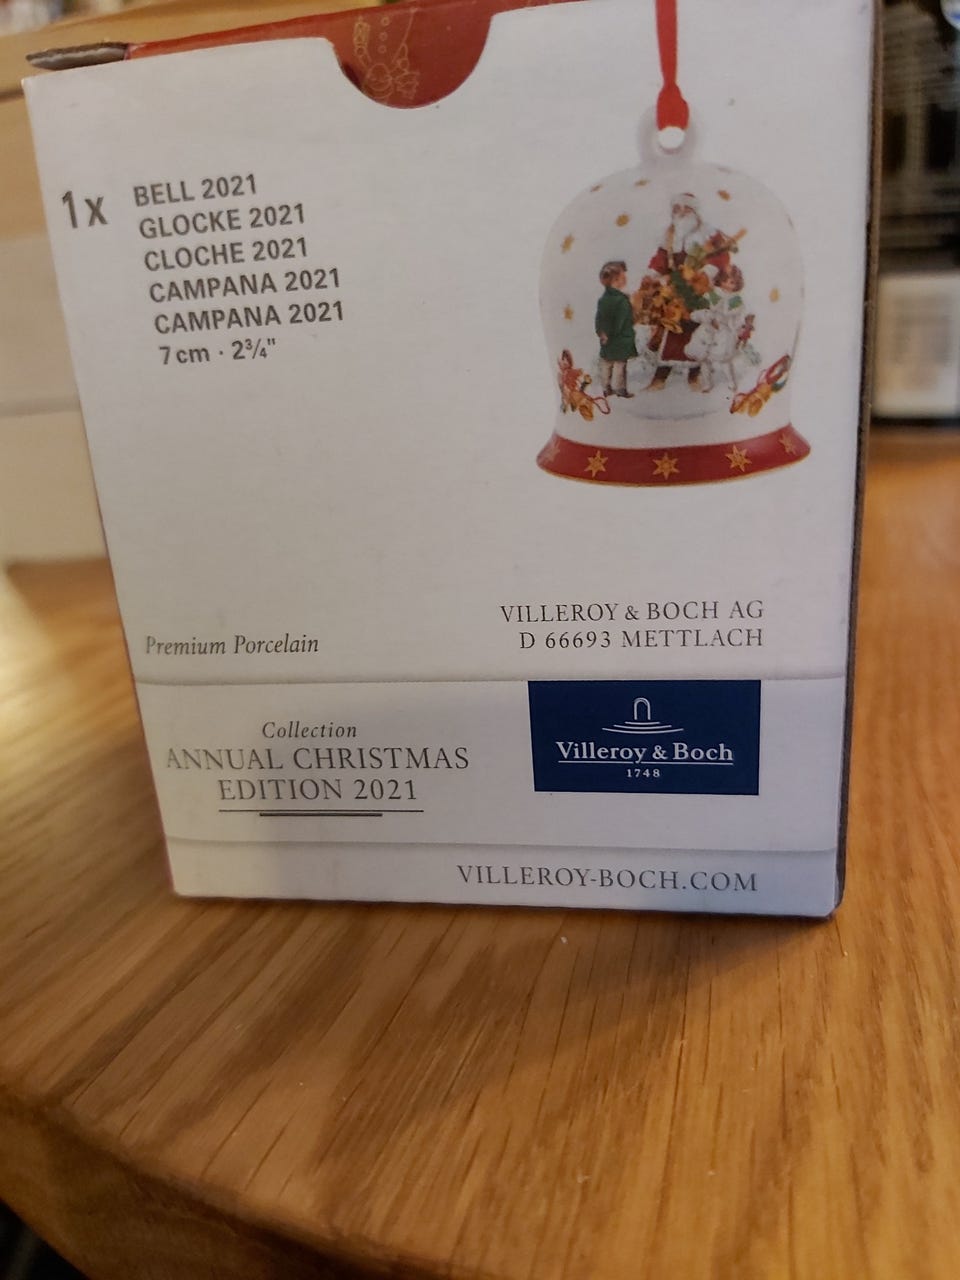 1x
BELL 2021
GLOCKE 2021
CLOCHE 2021
CAMPANA 2021
CAMPANA 2021
7 cm · 2¾"
VILLEROY & BOCH AG
D 66693 METTLACH
Premium Porcelain
Collection
ANNUAL CHRISTMAS
EDITION 2021
Villeroy & Boch
1748
VILLEROY-BOCH.COM